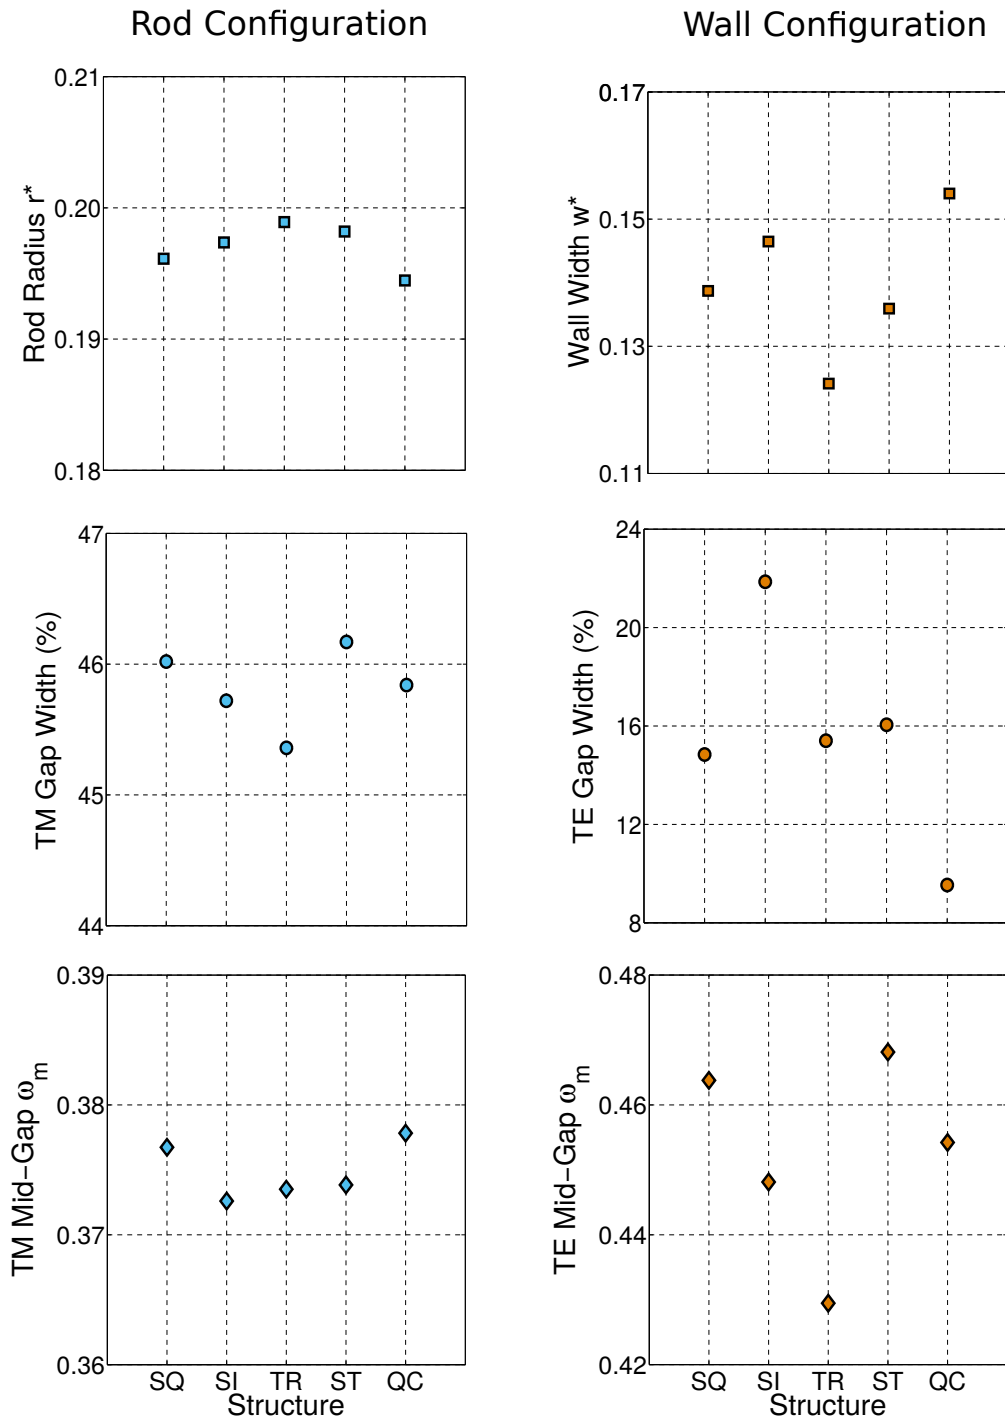 Rod Configuration
Wall Configuration
0.21
0.20
0.19
0.18
Rod Radius r*
0.17
0.15
0.13
0.11
Wall Width w*
47
46
45
44
TM Gap Width (%)
24
20
16
12
8
TE Gap Width (%)
0.39
0.38
0.37
0.36
TM Mid−Gap ωm
SQ SI TR ST QC
Structure
0.48
0.46
0.44
0.42
TE Mid−Gap ωm
SQ SI TR ST QC
Structure